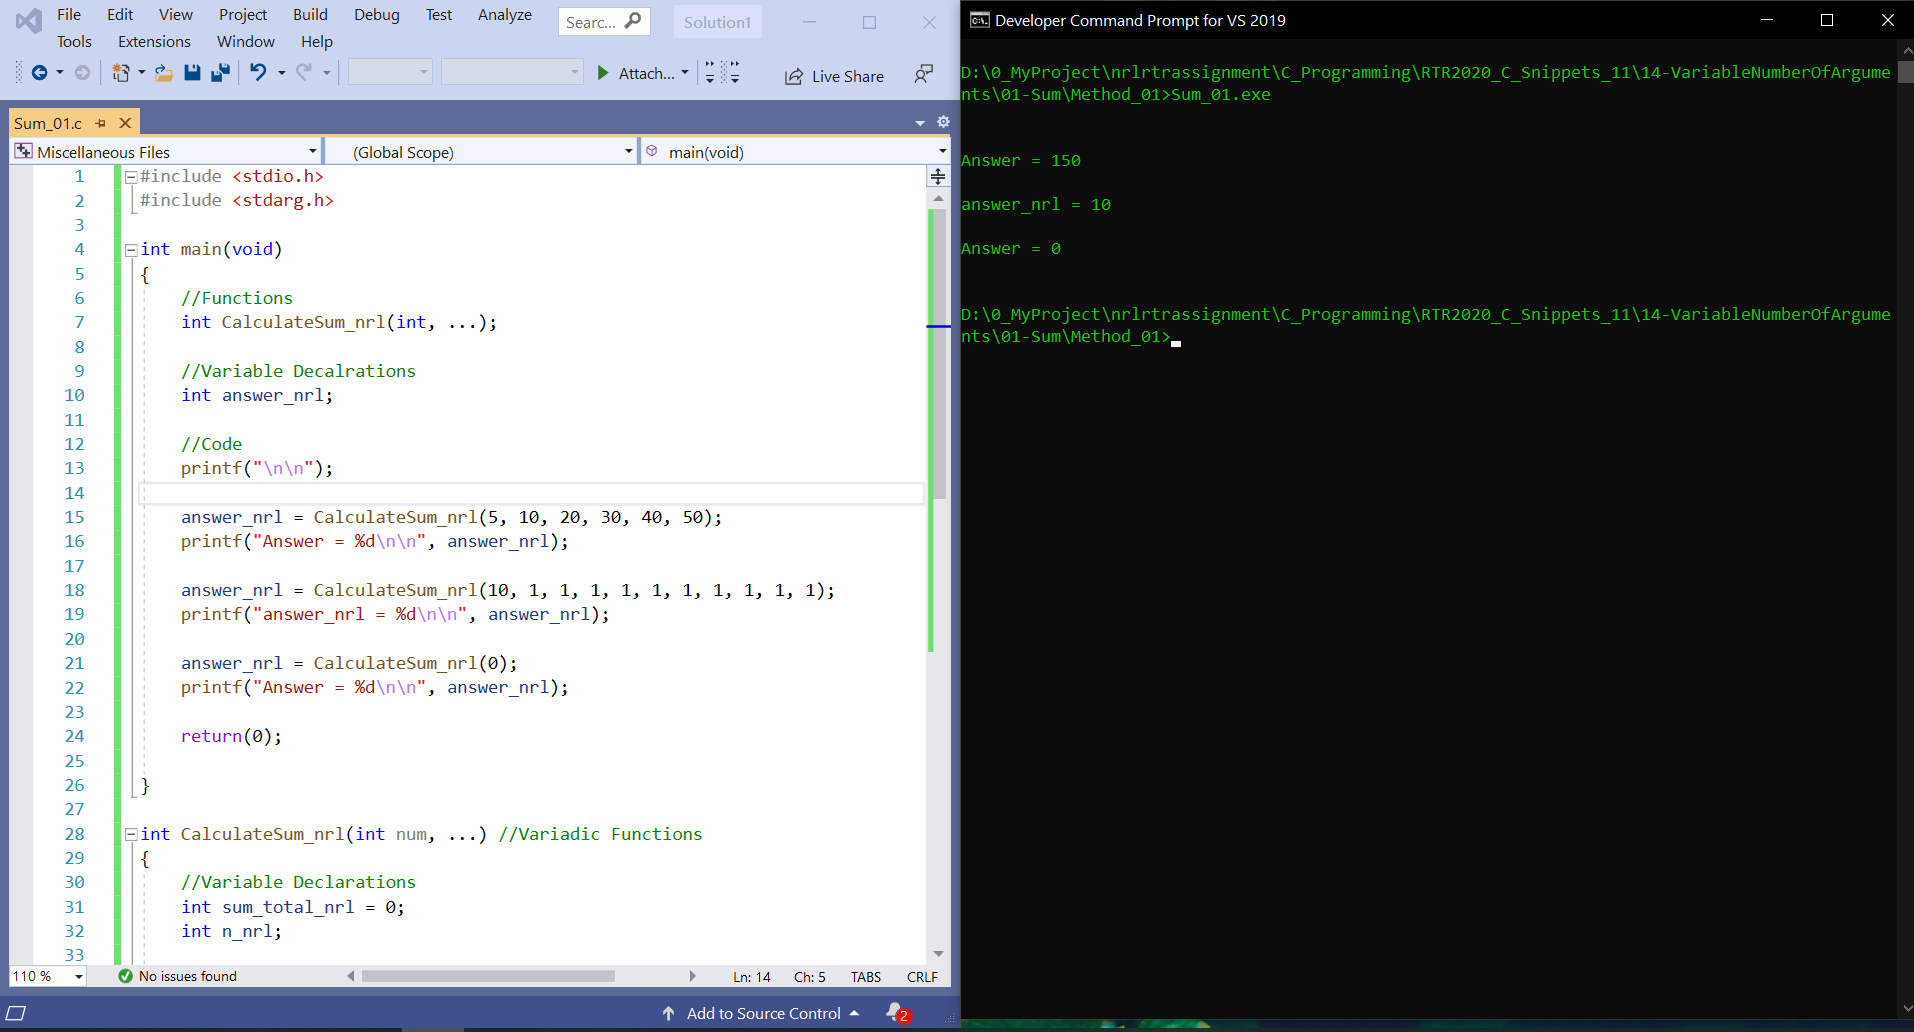 File Edit View Project Build Debug Test Analyze Searc... Solution1
Tools Extensions Window Help
Attach... Live Share
Sum_01.c
Miscellaneous Files (Global Scope) main(void)
1 #include <stdio.h>
2 #include <stdarg.h>
3
4 int main(void)
5 {
6 //Functions
7 int CalculateSum_nrl(int, ...);
8
9 //Variable Decalrations
10 int answer_nrl;
11
12 //Code
13 printf("\n\n");
14
15 answer_nrl = CalculateSum_nrl(5, 10, 20, 30, 40, 50);
16 printf("Answer = %d\n\n", answer_nrl);
17
18 answer_nrl = CalculateSum_nrl(10, 1, 1, 1, 1, 1, 1, 1, 1, 1, 1);
19 printf("answer_nrl = %d\n\n", answer_nrl);
20
21 answer_nrl = CalculateSum_nrl(0);
22 printf("Answer = %d\n\n", answer_nrl);
23
24 return(0);
25
26 }
27
28 int CalculateSum_nrl(int num, ...) //Variadic Functions
29 {
30 //Variable Declarations
31 int sum_total_nrl = 0;
32 int n_nrl;
33
110 % No issues found Ln: 14 Ch: 5 TABS CRLF
Add to Source Control 2
Developer Command Prompt for VS 2019
D:\0_MyProject\nrlrtrassignment\C_Programming\RTR2020_C_Snippets_11\14-VariableNumberOfArgume
nts\01-Sum\Method_01>Sum_01.exe
Answer = 150
answer_nrl = 10
Answer = 0
D:\0_MyProject\nrlrtrassignment\C_Programming\RTR2020_C_Snippets_11\14-VariableNumberOfArgume
nts\01-Sum\Method_01>